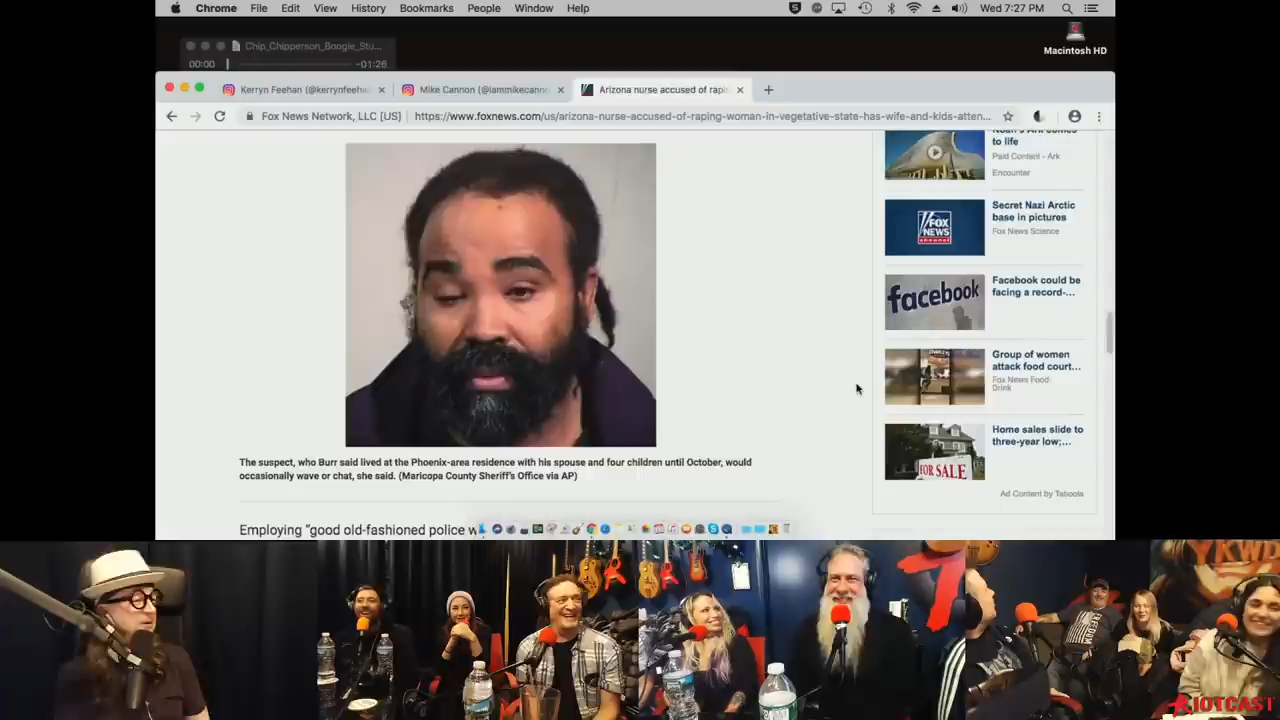 Chrome File Edit View History Bookmarks People Window Help
Wed 7:27 PM
Macintosh HD
Chip_Chipperson_Boogie_Stu...
00:00 -01:26
Kerryn Feehan (@kerrynfeeha
Mike Cannon (@iammikecanno
Arizona nurse accused of rapi
Fox News Network, LLC [US] https://www.foxnews.com/us/arizona-nurse-accused-of-raping-woman-in-vegetative-state-has-wife-and-kids-atten...
Noah's Ark comes
to life
Paid Content - Ark
Encounter
Secret Nazi Arctic
base in pictures
Fox News Science
FOX
NEWS
channel
Facebook could be
facing a record-...
facebook
Group of women
attack food court...
Fox News Food-
Drink
Home sales slide to
three-year low;...
FOR SALE
Ad Content by Taboola
The suspect, who Burr said lived at the Phoenix-area residence with his spouse and four children until October, would
occasionally wave or chat, she said. (Maricopa County Sheriff's Office via AP)
Employing "good old-fashioned police w
YKWD
RIOTCAST